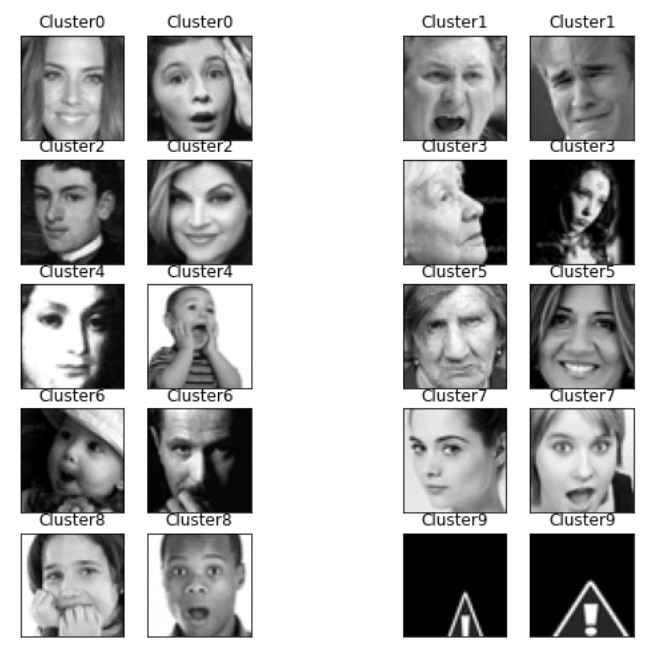 Cluster0 Cluster0 Cluster1 Cluster1
Cluster2 Cluster2 Cluster3 Cluster3
Cluster4 Cluster4 Cluster5 Cluster5
Cluster6 Cluster6 Cluster7 Cluster7
Cluster8 Cluster8 Cluster9 Cluster9
! !